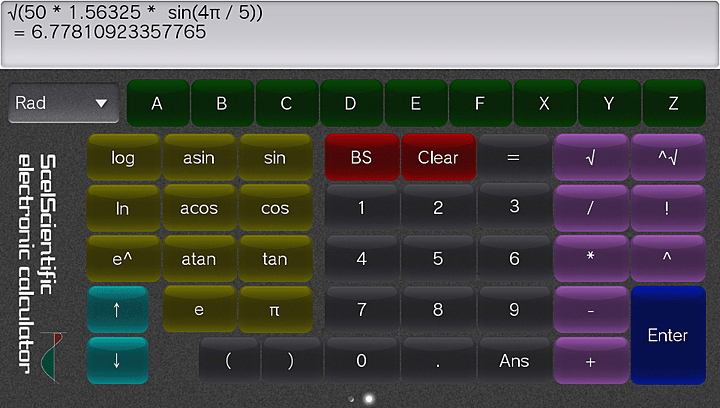 √(50 * 1.56325 *  sin(4π / 5))
= 6.77810923357765
Rad A B C D E F X Y Z
log asin sin BS Clear = √ ^√
ln acos cos 1 2 3 / !
e^ atan tan 4 5 6 * ^
↑ e π 7 8 9 - Enter
↓ ( ) 0 . Ans +
ScelScientific
electronic calculator